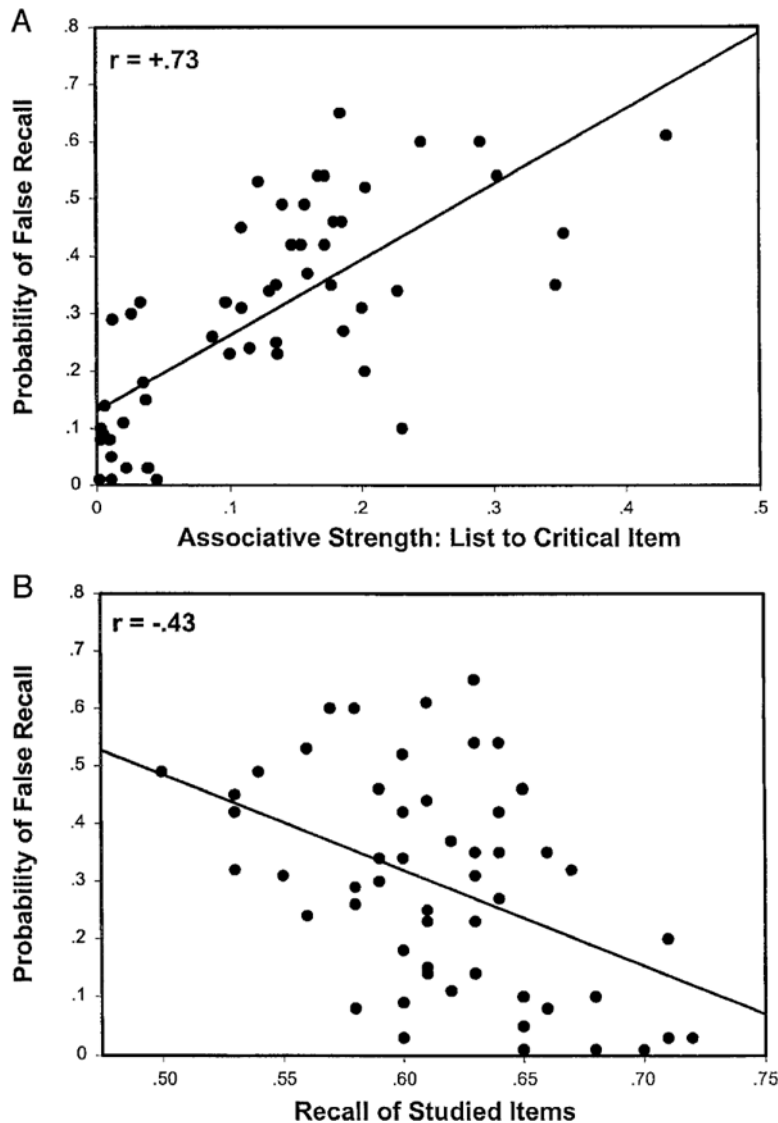 A
r = +.73
Probability of False Recall
.8
.7
.6
.5
.4
.3
.2
.1
0
0 .1 .2 .3 .4 .5
Associative Strength: List to Critical Item
B
r = -.43
Probability of False Recall
.8
.7
.6
.5
.4
.3
.2
.1
0
.50 .55 .60 .65 .70 .75
Recall of Studied Items